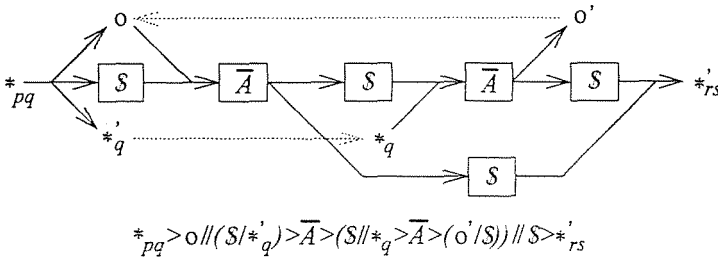 o o'
*pq S A̅ S A̅ S *'rs
*'q *q
S
*pq>o//(S/*'q)>A̅>(S//*q>A̅>(o'/S))//S>*'rs